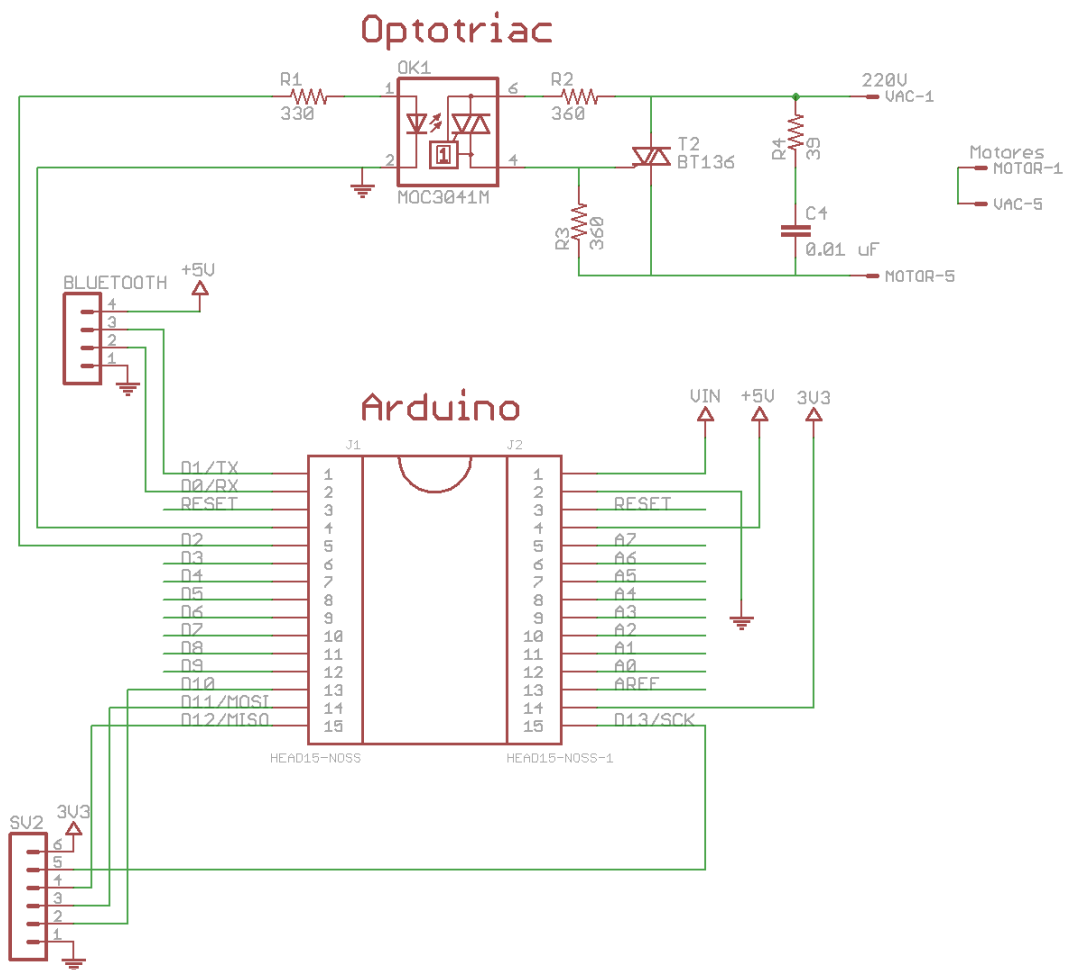 Optotriac
OK1
R1
330
1
2
6
4
1
MOC3041M
R2
360
T2
BT136
R3
360
R4
39
C4
0.01 uF
220V
VAC-1
MOTOR-5
Motores
MOTOR-1
VAC-5
BLUETOOTH
+5V
4
3
2
1
Arduino
VIN
+5V
3V3
J1
J2
D1/TX
1
1
D0/RX
2
2
RESET
3
3
RESET
4
4
D2
5
5
A7
D3
6
6
A6
D4
7
7
A5
D5
8
8
A4
D6
9
9
A3
D7
10
10
A2
D8
11
11
A1
D9
12
12
A0
D10
13
13
AREF
D11/MOSI
14
14
D12/MISO
15
15
D13/SCK
HEAD15-NOSS
HEAD15-NOSS-1
SV2
3V3
6
5
4
3
2
1